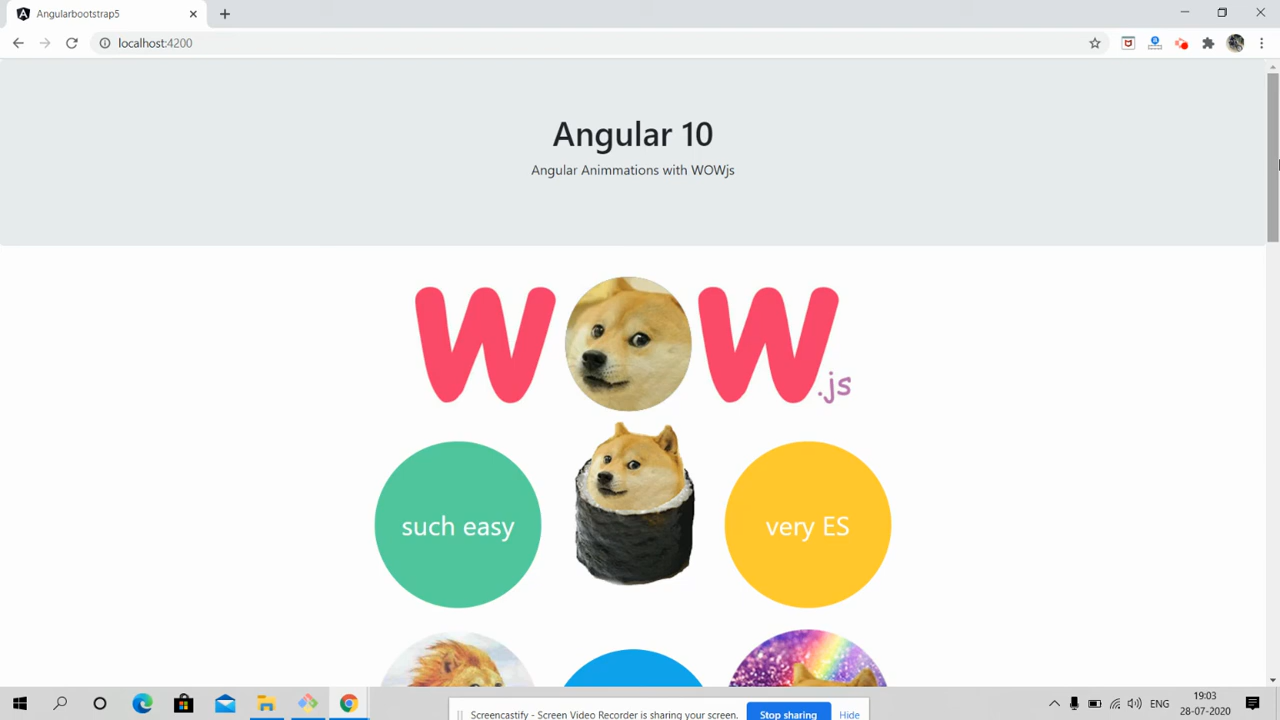 Angularbootstrap5
localhost:4200
Angular 10
Angular Animmations with WOWjs
WOW.js
such easy
very ES
Screencastify - Screen Video Recorder is sharing your screen.
Stop sharing
Hide
ENG
19:03
28-07-2020